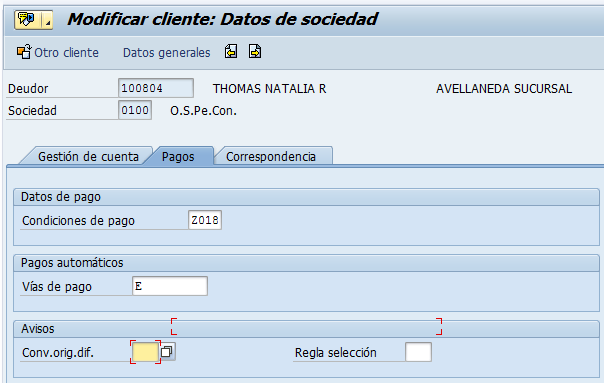 Modificar cliente: Datos de sociedad
Otro cliente Datos generales
Deudor 100804 THOMAS NATALIA R AVELLANEDA SUCURSAL
Sociedad 0100 O.S.Pe.Con.
Gestión de cuenta Pagos Correspondencia
Datos de pago
Condiciones de pago Z018
Pagos automáticos
Vías de pago E
Avisos
Conv.orig.dif. Regla selección